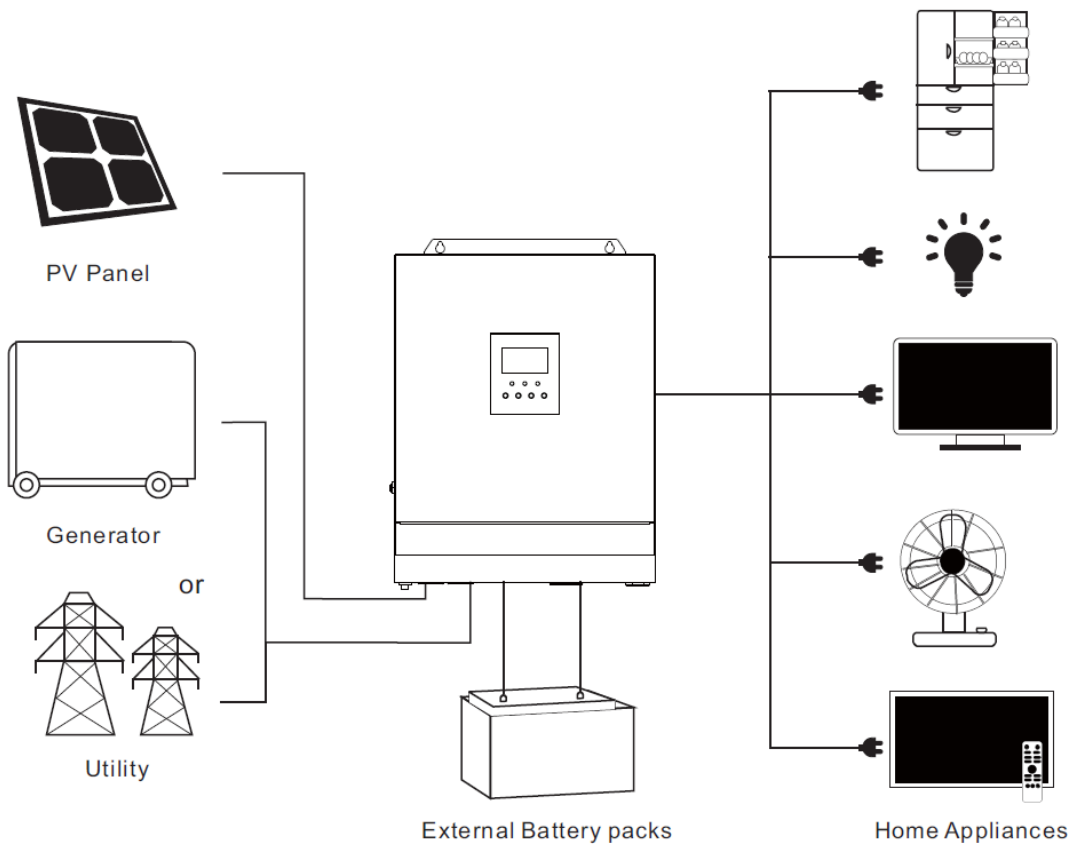 PV Panel
Generator
or
Utility
External Battery packs
Home Appliances